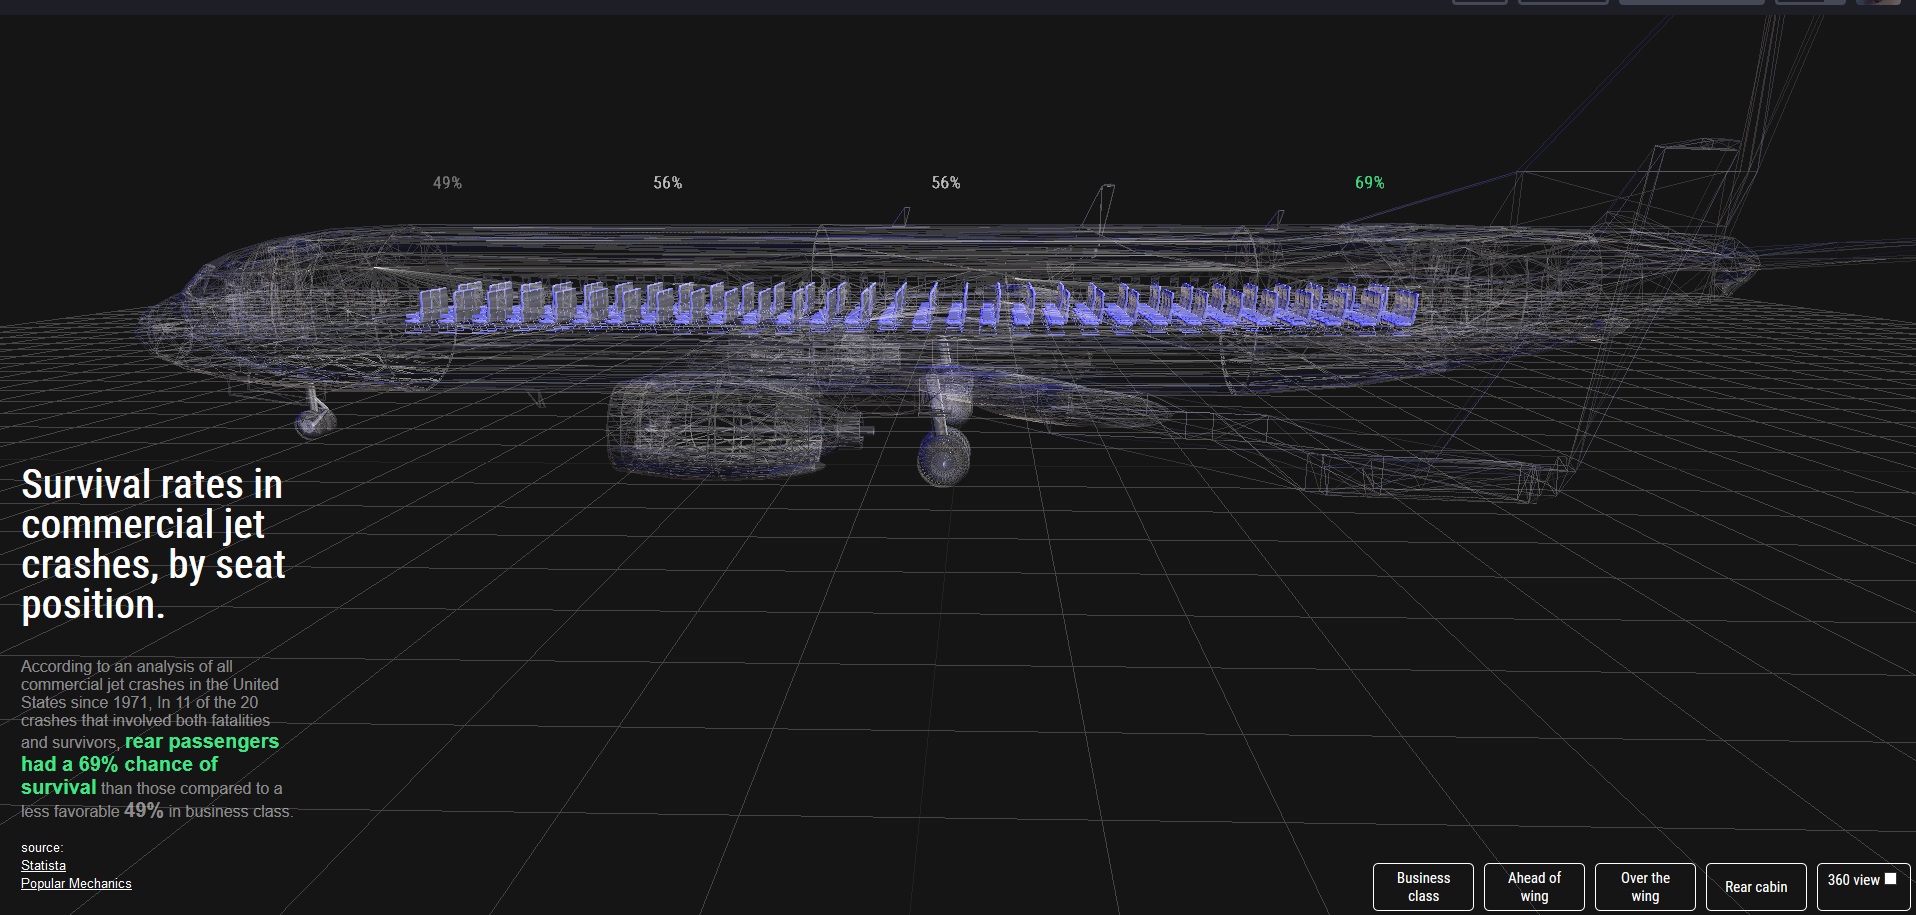 49% 56% 56% 69%
Survival rates in
commercial jet
crashes, by seat
position.
According to an analysis of all
commercial jet crashes in the United
States since 1971, In 11 of the 20
crashes that involved both fatalities
and survivors, rear passengers
had a 69% chance of
survival than those compared to a
less favorable 49% in business class.
source:
Statista
Popular Mechanics
Business
class
Ahead of
wing
Over the
wing
Rear cabin
360 view